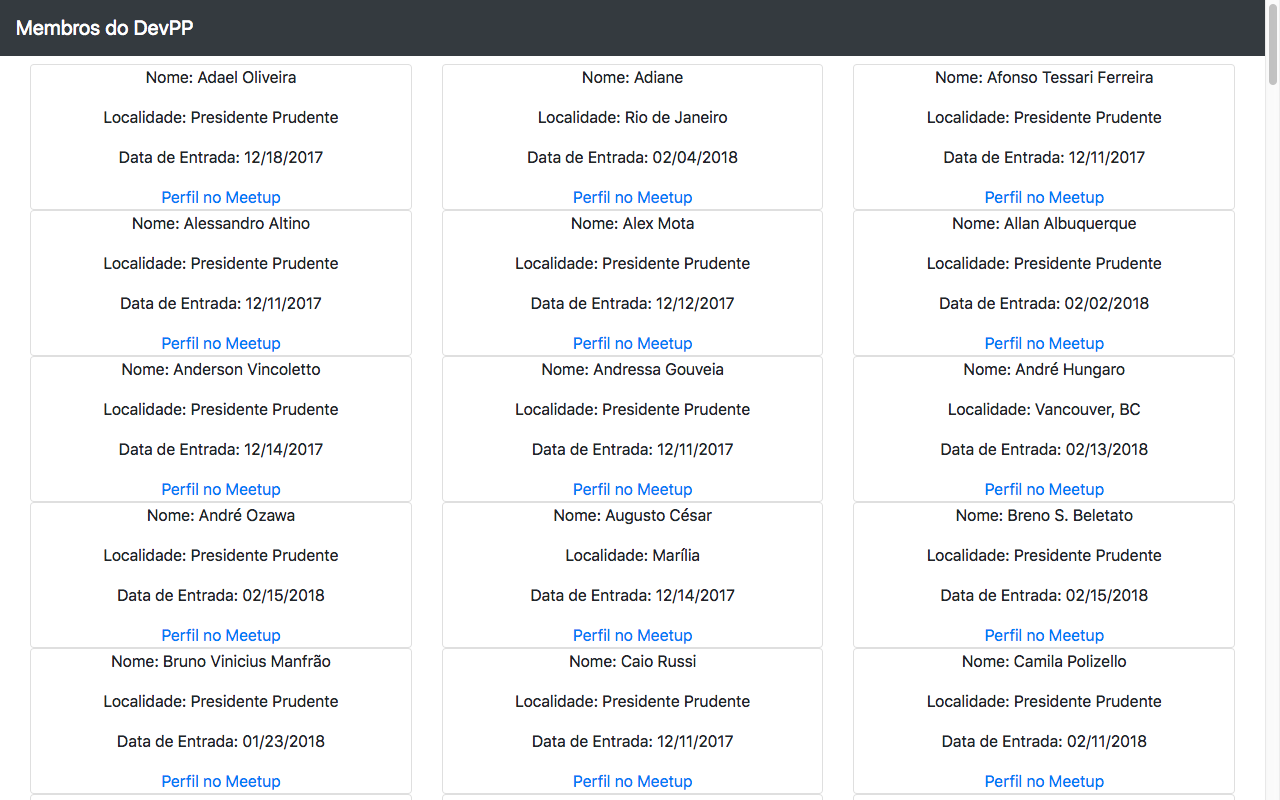 Membros do DevPP
Nome: Adael Oliveira
Localidade: Presidente Prudente
Data de Entrada: 12/18/2017
Perfil no Meetup
Nome: Adiane
Localidade: Rio de Janeiro
Data de Entrada: 02/04/2018
Perfil no Meetup
Nome: Afonso Tessari Ferreira
Localidade: Presidente Prudente
Data de Entrada: 12/11/2017
Perfil no Meetup
Nome: Alessandro Altino
Localidade: Presidente Prudente
Data de Entrada: 12/11/2017
Perfil no Meetup
Nome: Alex Mota
Localidade: Presidente Prudente
Data de Entrada: 12/12/2017
Perfil no Meetup
Nome: Allan Albuquerque
Localidade: Presidente Prudente
Data de Entrada: 02/02/2018
Perfil no Meetup
Nome: Anderson Vincoletto
Localidade: Presidente Prudente
Data de Entrada: 12/14/2017
Perfil no Meetup
Nome: Andressa Gouveia
Localidade: Presidente Prudente
Data de Entrada: 12/11/2017
Perfil no Meetup
Nome: André Hungaro
Localidade: Vancouver, BC
Data de Entrada: 02/13/2018
Perfil no Meetup
Nome: André Ozawa
Localidade: Presidente Prudente
Data de Entrada: 02/15/2018
Perfil no Meetup
Nome: Augusto César
Localidade: Marília
Data de Entrada: 12/14/2017
Perfil no Meetup
Nome: Breno S. Beletato
Localidade: Presidente Prudente
Data de Entrada: 02/15/2018
Perfil no Meetup
Nome: Bruno Vinicius Manfrão
Localidade: Presidente Prudente
Data de Entrada: 01/23/2018
Perfil no Meetup
Nome: Caio Russi
Localidade: Presidente Prudente
Data de Entrada: 12/11/2017
Perfil no Meetup
Nome: Camila Polizello
Localidade: Presidente Prudente
Data de Entrada: 02/11/2018
Perfil no Meetup